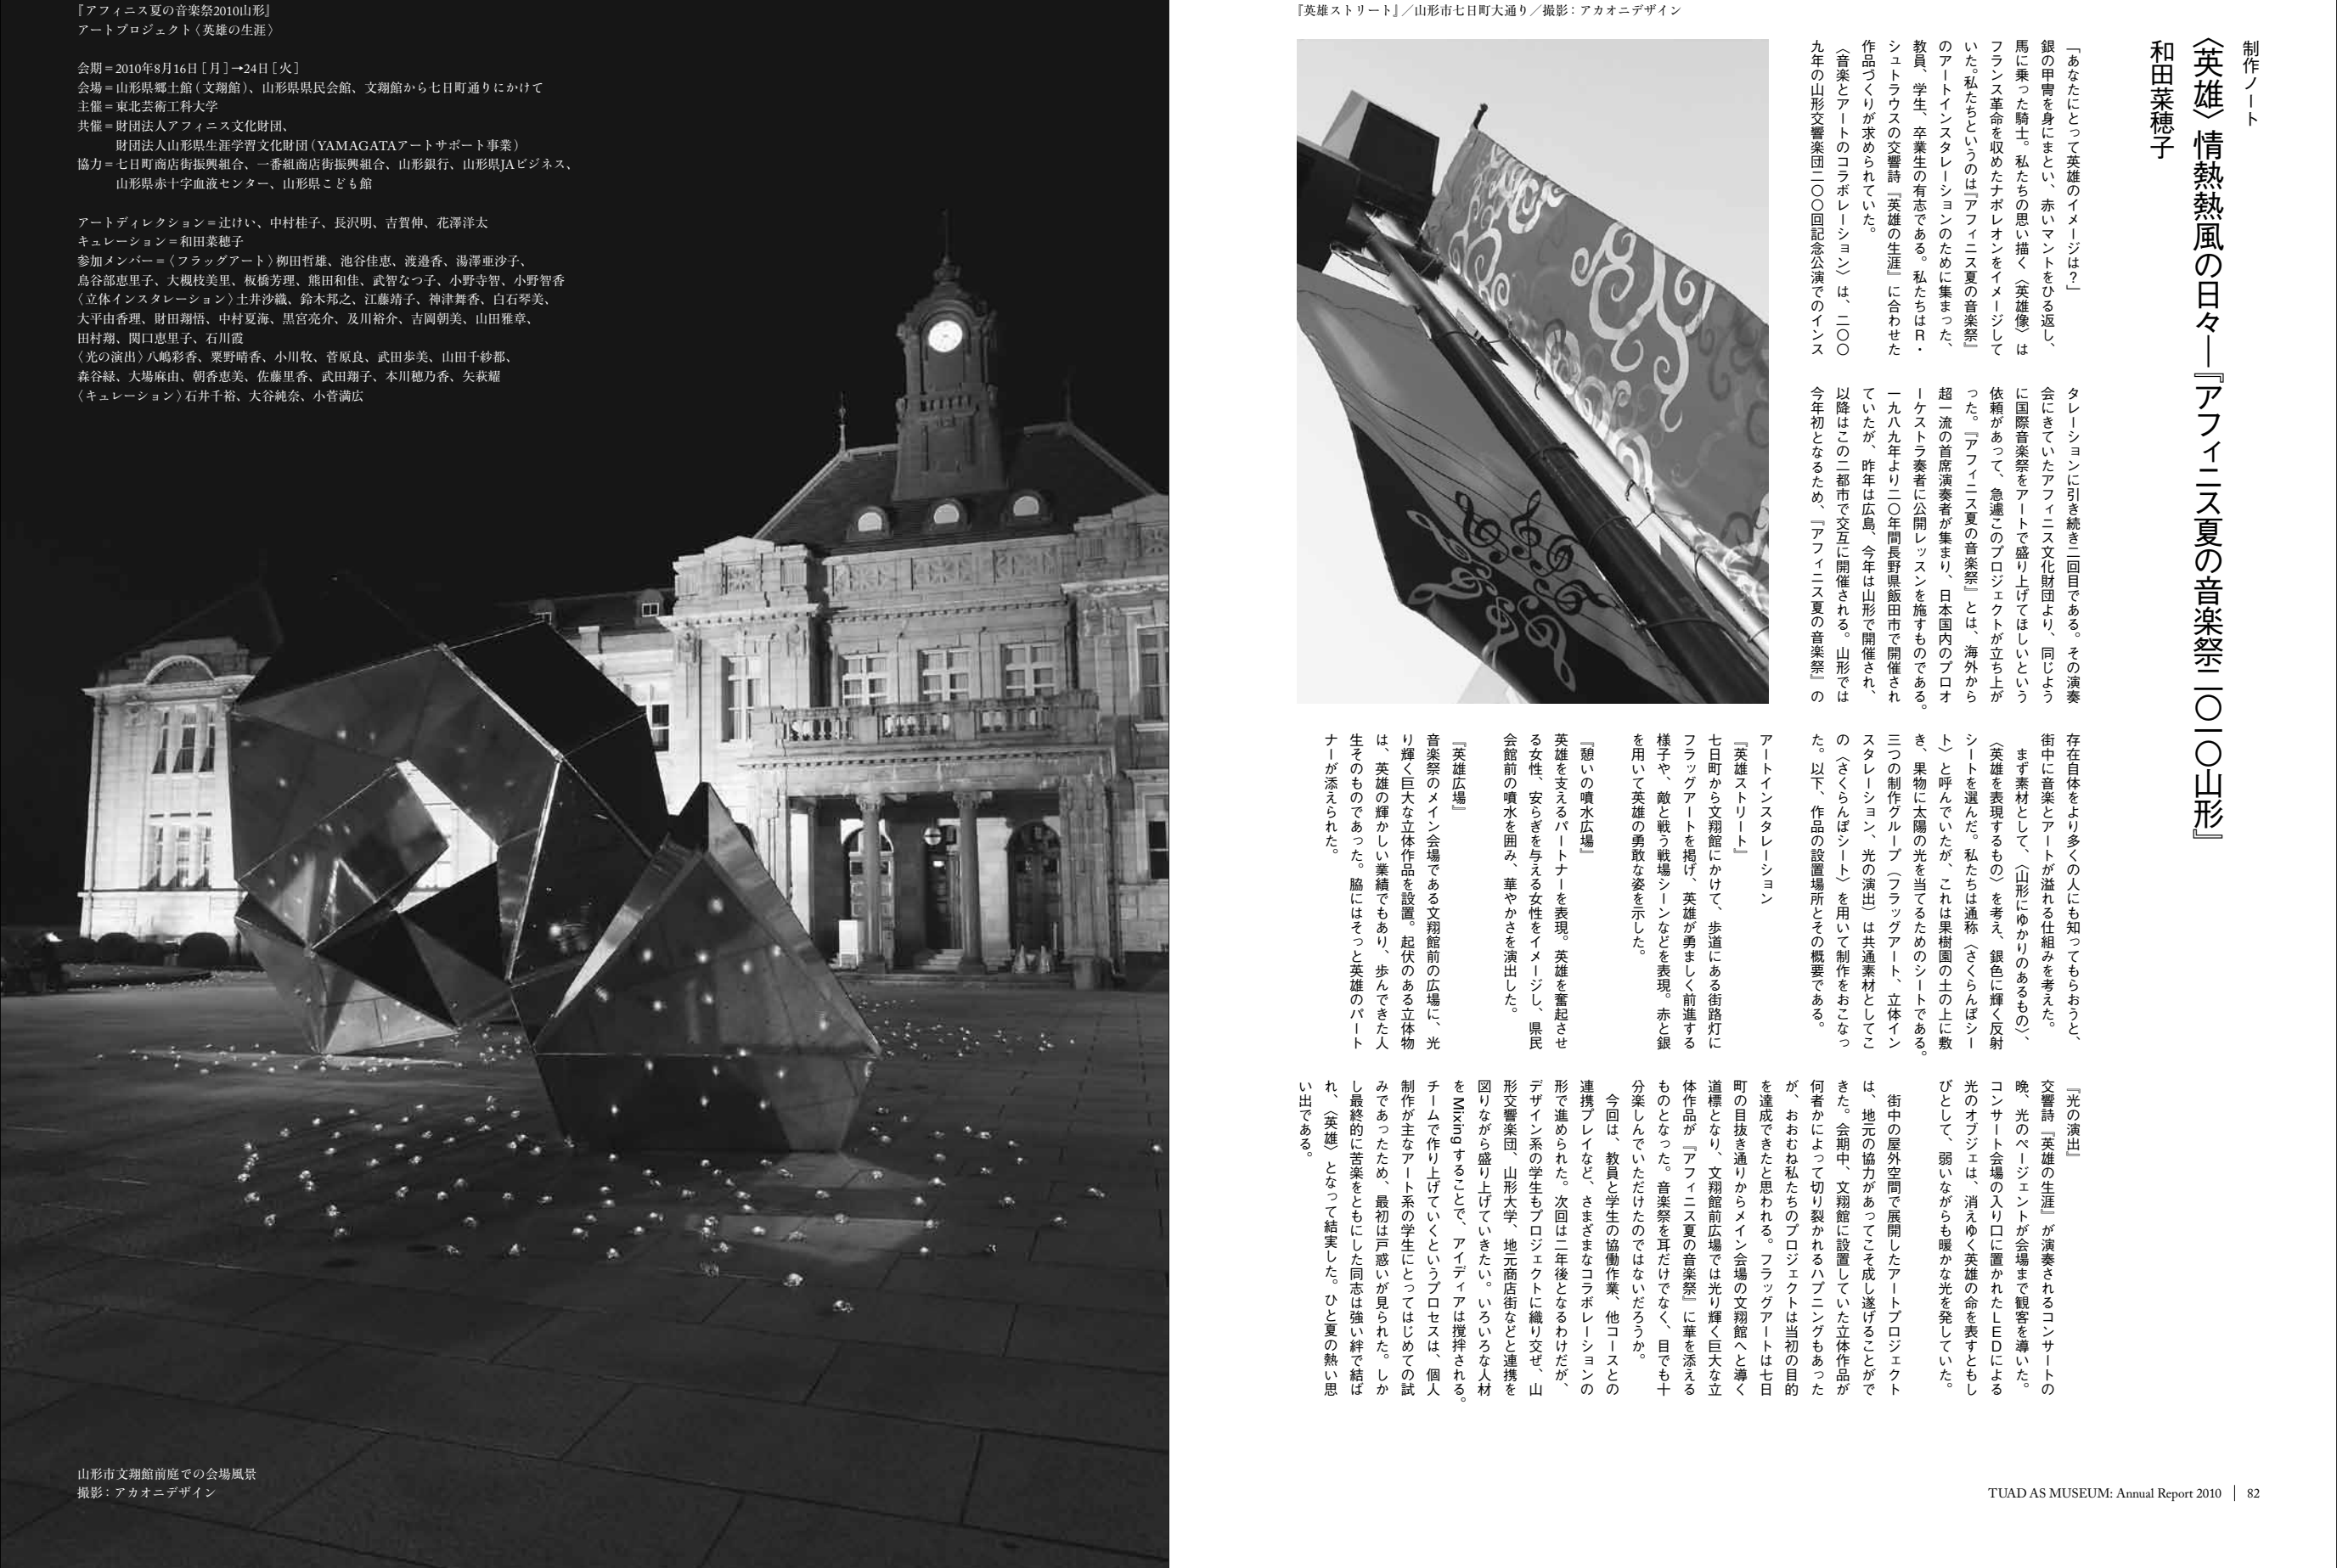 『アフィニス夏の音楽祭2010山形』
アートプロジェクト〈英雄の生涯〉
会期＝2010年8月16日［月］→24日［火］
会場＝山形県郷土館（文翔館）、山形県県民会館、文翔館から七日町通りにかけて
主催＝東北芸術工科大学
共催＝財団法人アフィニス文化財団、
財団法人山形県生涯学習文化財団（YAMAGATAアートサポート事業）
協力＝七日町商店街振興組合、一番組商店街振興組合、山形銀行、山形県JAビジネス、
山形県赤十字血液センター、山形県こども館
アートディレクション＝辻けい、中村桂子、長沢明、吉賀伸、花澤洋太
キュレーション＝和田菜穂子
参加メンバー＝〈フラッグアート〉栁田哲雄、池谷佳恵、渡邉香、湯澤亜沙子、
鳥谷部恵里子、大槻枝美里、板橋芳理、熊田和佳、武智なつ子、小野寺智、小野智香
〈立体インスタレーション〉土井沙織、鈴木邦之、江藤靖子、神津舞香、白石琴美、
大平由香理、財田翔悟、中村夏海、黒宮亮介、及川裕介、吉岡朝美、山田雅章、
田村翔、関口恵里子、石川霞
〈光の演出〉八嶋彩香、粟野晴香、小川牧、菅原良、武田歩美、山田千紗都、
森谷緑、大場麻由、朝香恵美、佐藤里香、武田翔子、本川穂乃香、矢萩耀
〈キュレーション〉石井千裕、大谷純奈、小菅満広
山形市文翔館前庭での会場風景
撮影：アカオニデザイン
『英雄ストリート』／山形市七日町大通り／撮影：アカオニデザイン
制作ノート
〈英雄〉情熱熱風の日々―『アフィニス夏の音楽祭二〇一〇山形』
和田菜穂子
「あなたにとって英雄のイメージは？」
銀の甲冑を身にまとい、赤いマントをひる返し、
馬に乗った騎士。私たちの思い描く〈英雄像〉は
フランス革命を収めたナポレオンをイメージして
いた。私たちというのは『アフィニス夏の音楽祭』
のアートインスタレーションのために集まった、
教員、学生、卒業生の有志である。私たちはR・
シュトラウスの交響詩『英雄の生涯』に合わせた
作品づくりが求められていた。
〈音楽とアートのコラボレーション〉は、二〇〇
九年の山形交響楽団二〇〇回記念公演でのインス
タレーションに引き続き二回目である。その演奏
会にきていたアフィニス文化財団より、同じよう
に国際音楽祭をアートで盛り上げてほしいという
依頼があって、急遽このプロジェクトが立ち上が
った。『アフィニス夏の音楽祭』とは、海外から
超一流の首席演奏者が集まり、日本国内のプロオ
ーケストラ奏者に公開レッスンを施すものである。
一九八九年より二〇年間長野県飯田市で開催され
ていたが、昨年は広島、今年は山形で開催され、
以降はこの二都市で交互に開催される。山形では
今年初となるため、『アフィニス夏の音楽祭』の
存在自体をより多くの人にも知ってもらおうと、
街中に音楽とアートが溢れる仕組みを考えた。
まず素材として、〈山形にゆかりのあるもの〉、
〈英雄を表現するもの〉を考え、銀色に輝く反射
シートを選んだ。私たちは通称〈さくらんぼシー
ト〉と呼んでいたが、これは果樹園の土の上に敷
き、果物に太陽の光を当てるためのシートである。
三つの制作グループ（フラッグアート、立体イン
スタレーション、光の演出）は共通素材としてこ
の〈さくらんぼシート〉を用いて制作をおこなっ
た。以下、作品の設置場所とその概要である。
アートインスタレーション
『英雄ストリート』
七日町から文翔館にかけて、歩道にある街路灯に
フラッグアートを掲げ、英雄が勇ましく前進する
様子や、敵と戦う戦場シーンなどを表現。赤と銀
を用いて英雄の勇敢な姿を示した。
『憩いの噴水広場』
英雄を支えるパートナーを表現。英雄を奮起させ
る女性、安らぎを与える女性をイメージし、県民
会館前の噴水を囲み、華やかさを演出した。
『英雄広場』
音楽祭のメイン会場である文翔館前の広場に、光
り輝く巨大な立体作品を設置。起伏のある立体物
は、英雄の輝かしい業績でもあり、歩んできた人
生そのものであった。脇にはそっと英雄のパート
ナーが添えられた。
『光の演出』
交響詩『英雄の生涯』が演奏されるコンサートの
晩、光のページェントが会場まで観客を導いた。
コンサート会場の入り口に置かれたLEDによる
光のオブジェは、消えゆく英雄の命を表すともし
びとして、弱いながらも暖かな光を発していた。
街中の屋外空間で展開したアートプロジェクト
は、地元の協力があってこそ成し遂げることがで
きた。会期中、文翔館に設置していた立体作品が
何者かによって切り裂かれるハプニングもあった
が、おおむね私たちのプロジェクトは当初の目的
を達成できたと思われる。フラッグアートは七日
町の目抜き通りからメイン会場の文翔館へと導く
道標となり、文翔館前広場では光り輝く巨大な立
体作品が『アフィニス夏の音楽祭』に華を添える
ものとなった。音楽祭を耳だけでなく、目でも十
分楽しんでいただけたのではないだろうか。
今回は、教員と学生の協働作業、他コースとの
連携プレイなど、さまざまなコラボレーションの
形で進められた。次回は二年後となるわけだが、
デザイン系の学生もプロジェクトに織り交ぜ、山
形交響楽団、山形大学、地元商店街などと連携を
図りながら盛り上げていきたい。いろいろな人材
をMixingすることで、アイディアは撹拌される。
チームで作り上げていくというプロセスは、個人
制作が主なアート系の学生にとってはじめての試
みであったため、最初は戸惑いが見られた。しか
し最終的に苦楽をともにした同志は強い絆で結ば
れ、〈英雄〉となって結実した。ひと夏の熱い思
い出である。
TUAD AS MUSEUM: Annual Report 2010 | 82